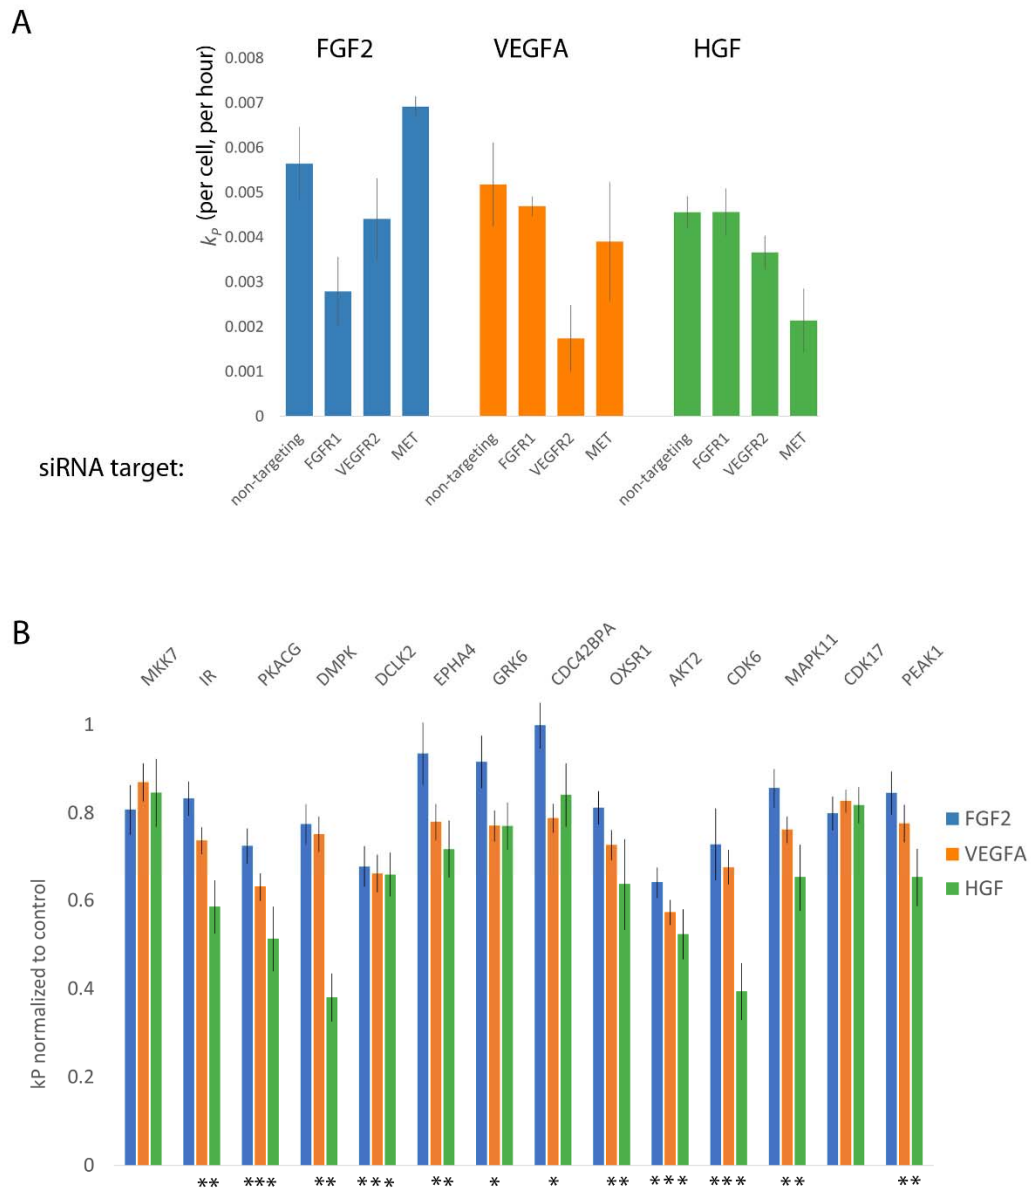 A
FGF2 VEGFA HGF
0.008
0.007
0.006
0.005
0.004
0.003
0.002
0.001
0
kP (per cell, per hour)
non-targeting FGFR1 VEGFR2 MET non-targeting FGFR1 VEGFR2 MET non-targeting FGFR1 VEGFR2 MET
siRNA target:
B
MKK7 IR PKACG DMPK DCLK2 EPHA4 GRK6 CDC42BPA OXSR1 AKT2 CDK6 MAPK11 CDK17 PEAK1
1
0.8
0.6
0.4
0.2
0
kP normalized to control
FGF2
VEGFA
HGF
** *** ** *** ** * * ** *** *** ** **